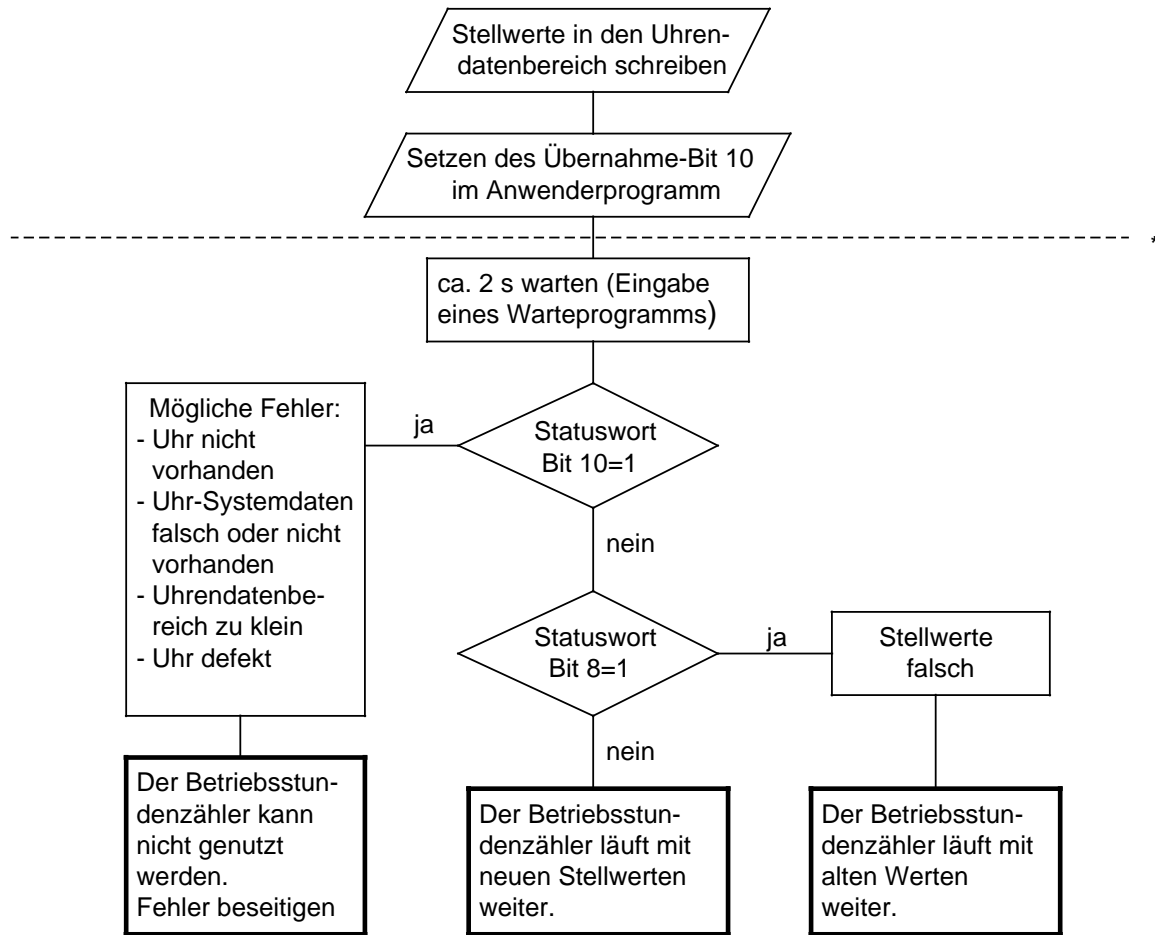 Stellwerte in den Uhren-
datenbereich schreiben
Setzen des Übernahme-Bit 10
im Anwenderprogramm
*
ca. 2 s warten (Eingabe
eines Warteprogramms)
Mögliche Fehler:
- Uhr nicht
vorhanden
- Uhr-Systemdaten
falsch oder nicht
vorhanden
- Uhrendatenbe-
reich zu klein
- Uhr defekt
ja
Statuswort
Bit 10=1
nein
Statuswort
Bit 8=1
ja
Stellwerte
falsch
nein
Der Betriebsstun-
denzähler kann
nicht genutzt
werden.
Fehler beseitigen
Der Betriebsstun-
denzähler läuft mit
neuen Stellwerten
weiter.
Der Betriebsstun-
denzähler läuft mit
alten Werten
weiter.